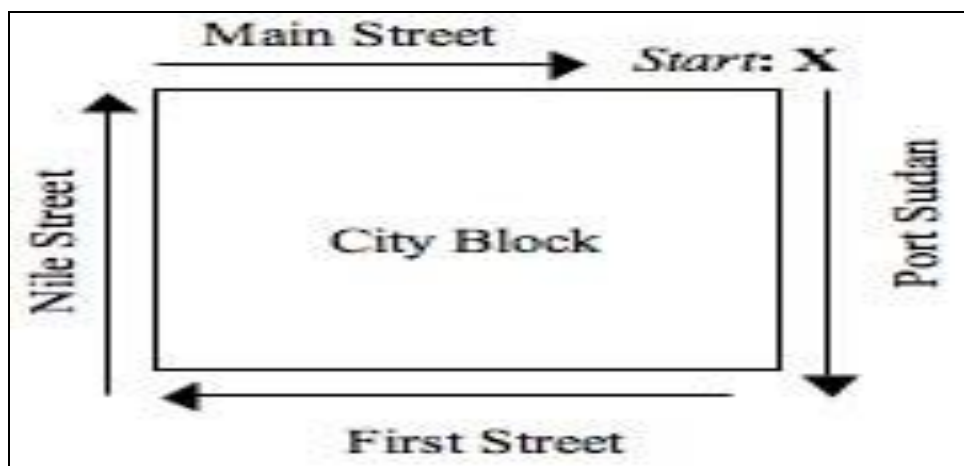 Main Street
Start: X
Nile Street
City Block
Port Sudan
First Street